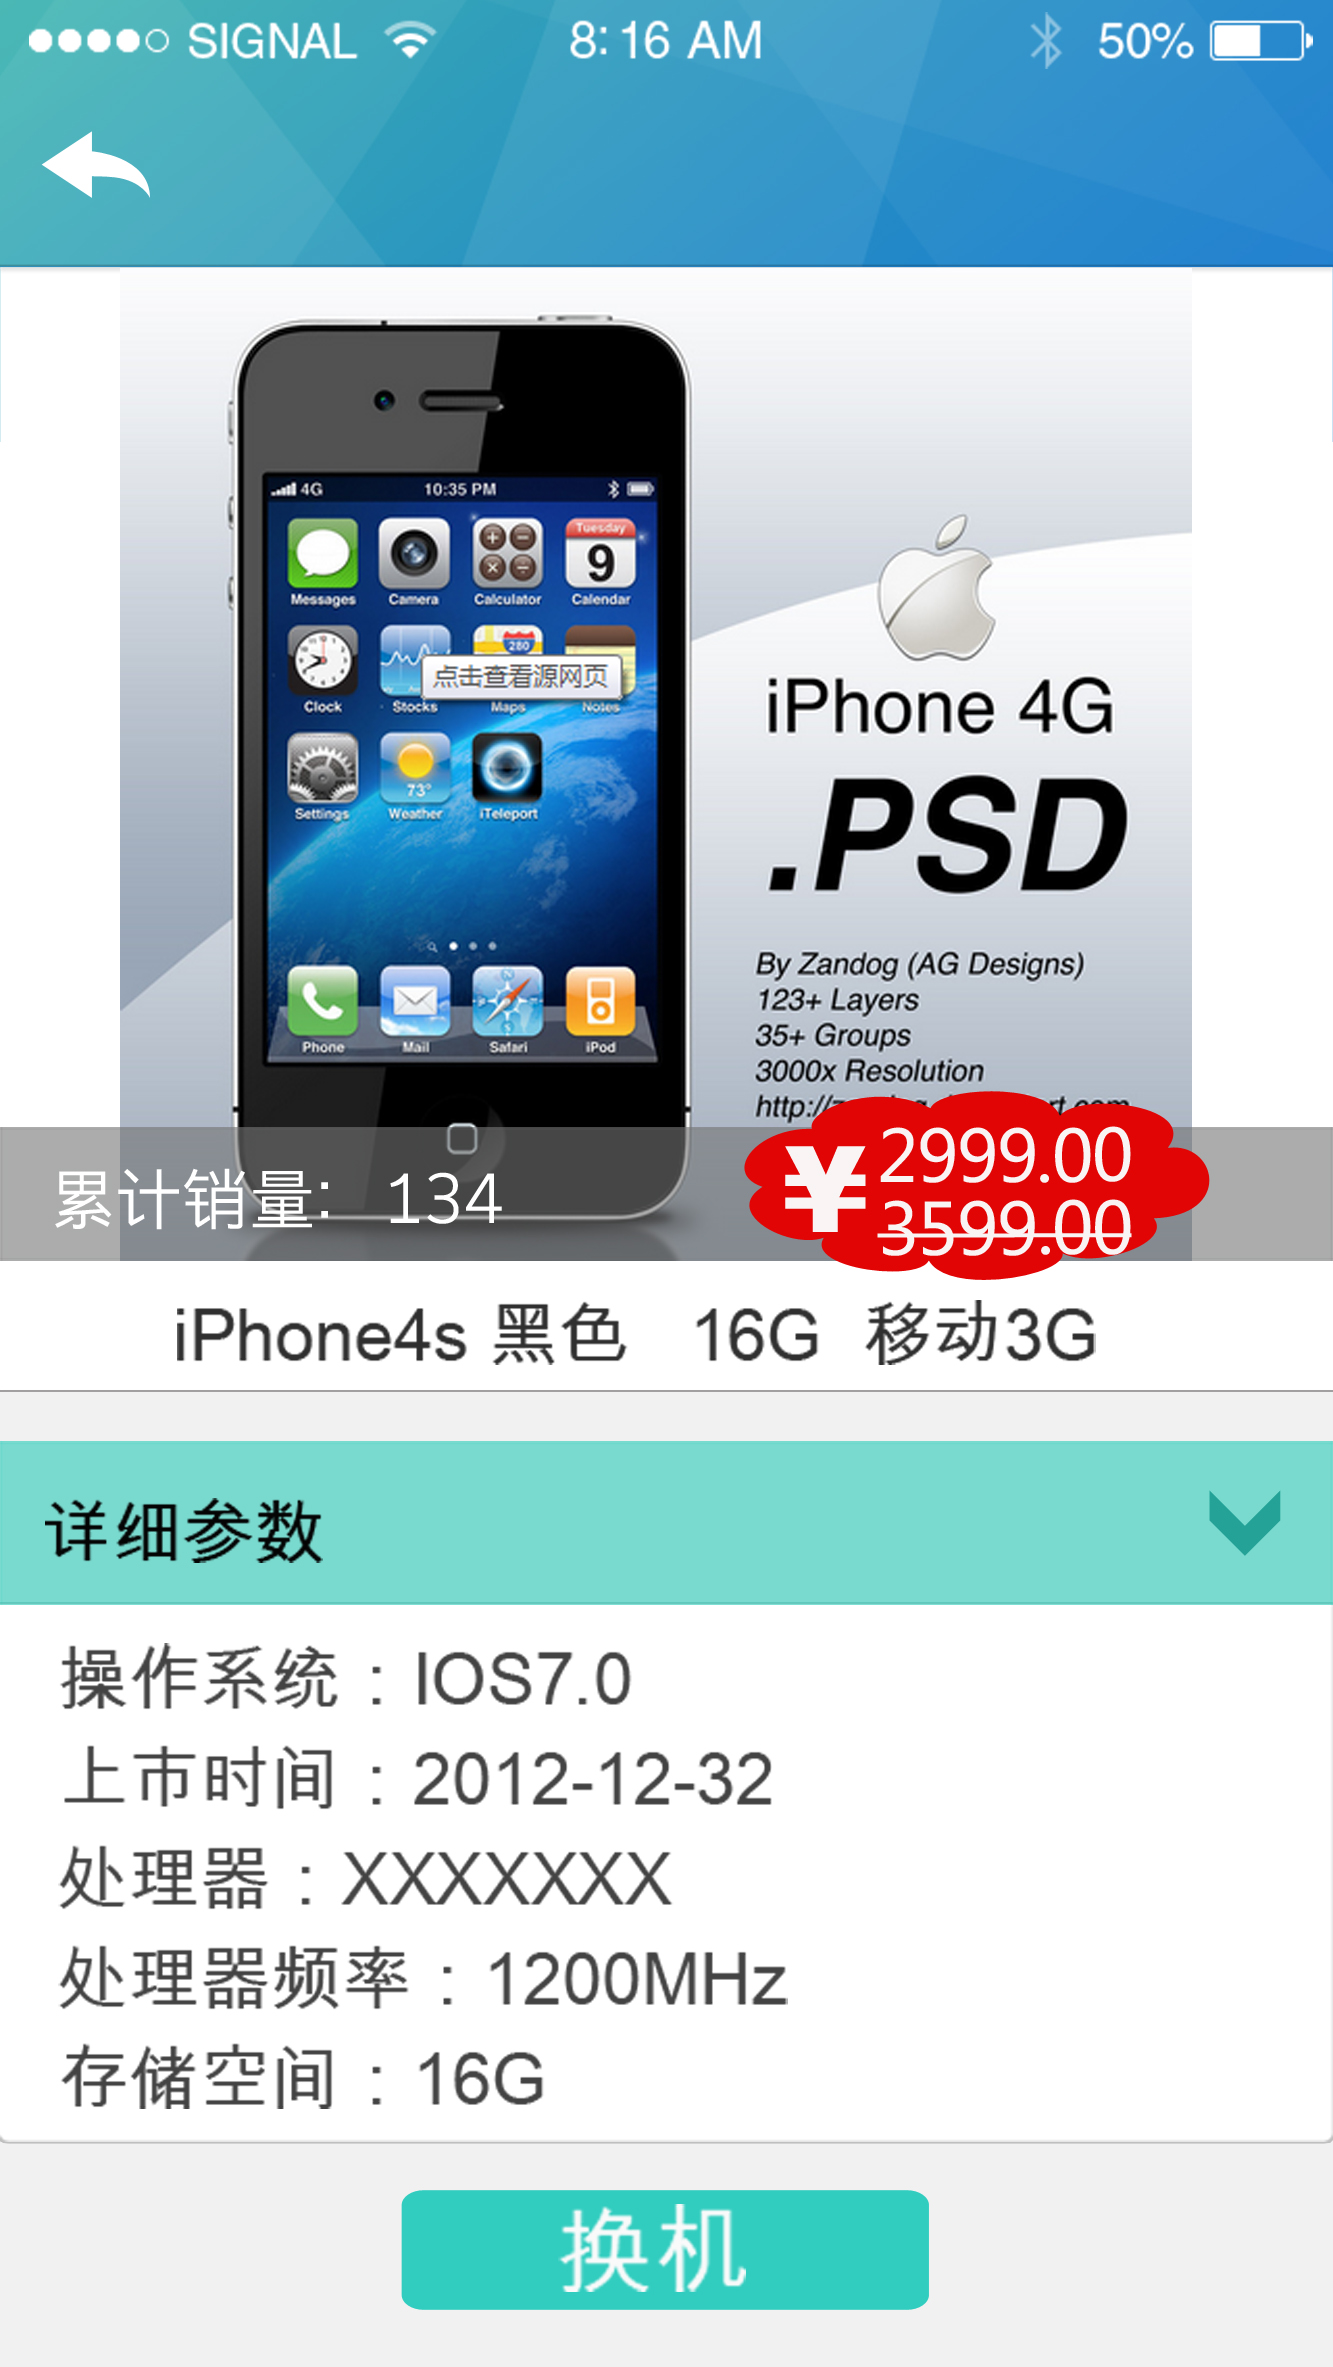 SIGNAL 8:16 AM 50%
4G 10:35 PM
Tuesday
9
Messages Camera Calculator Calendar
280
点击查看源网页
Clock Stocks Maps Notes
73°
Settings Weather iTeleport
Phone Mail Safari iPod
iPhone 4G
.PSD
By Zandog (AG Designs)
123+ Layers
35+ Groups
3000x Resolution
累计销量: 134
¥ 2999.00
3599.00
iPhone4s 黑色 16G 移动3G
详细参数
操作系统：IOS7.0
上市时间：2012-12-32
处理器：XXXXXXX
处理器频率：1200MHz
存储空间：16G
换机